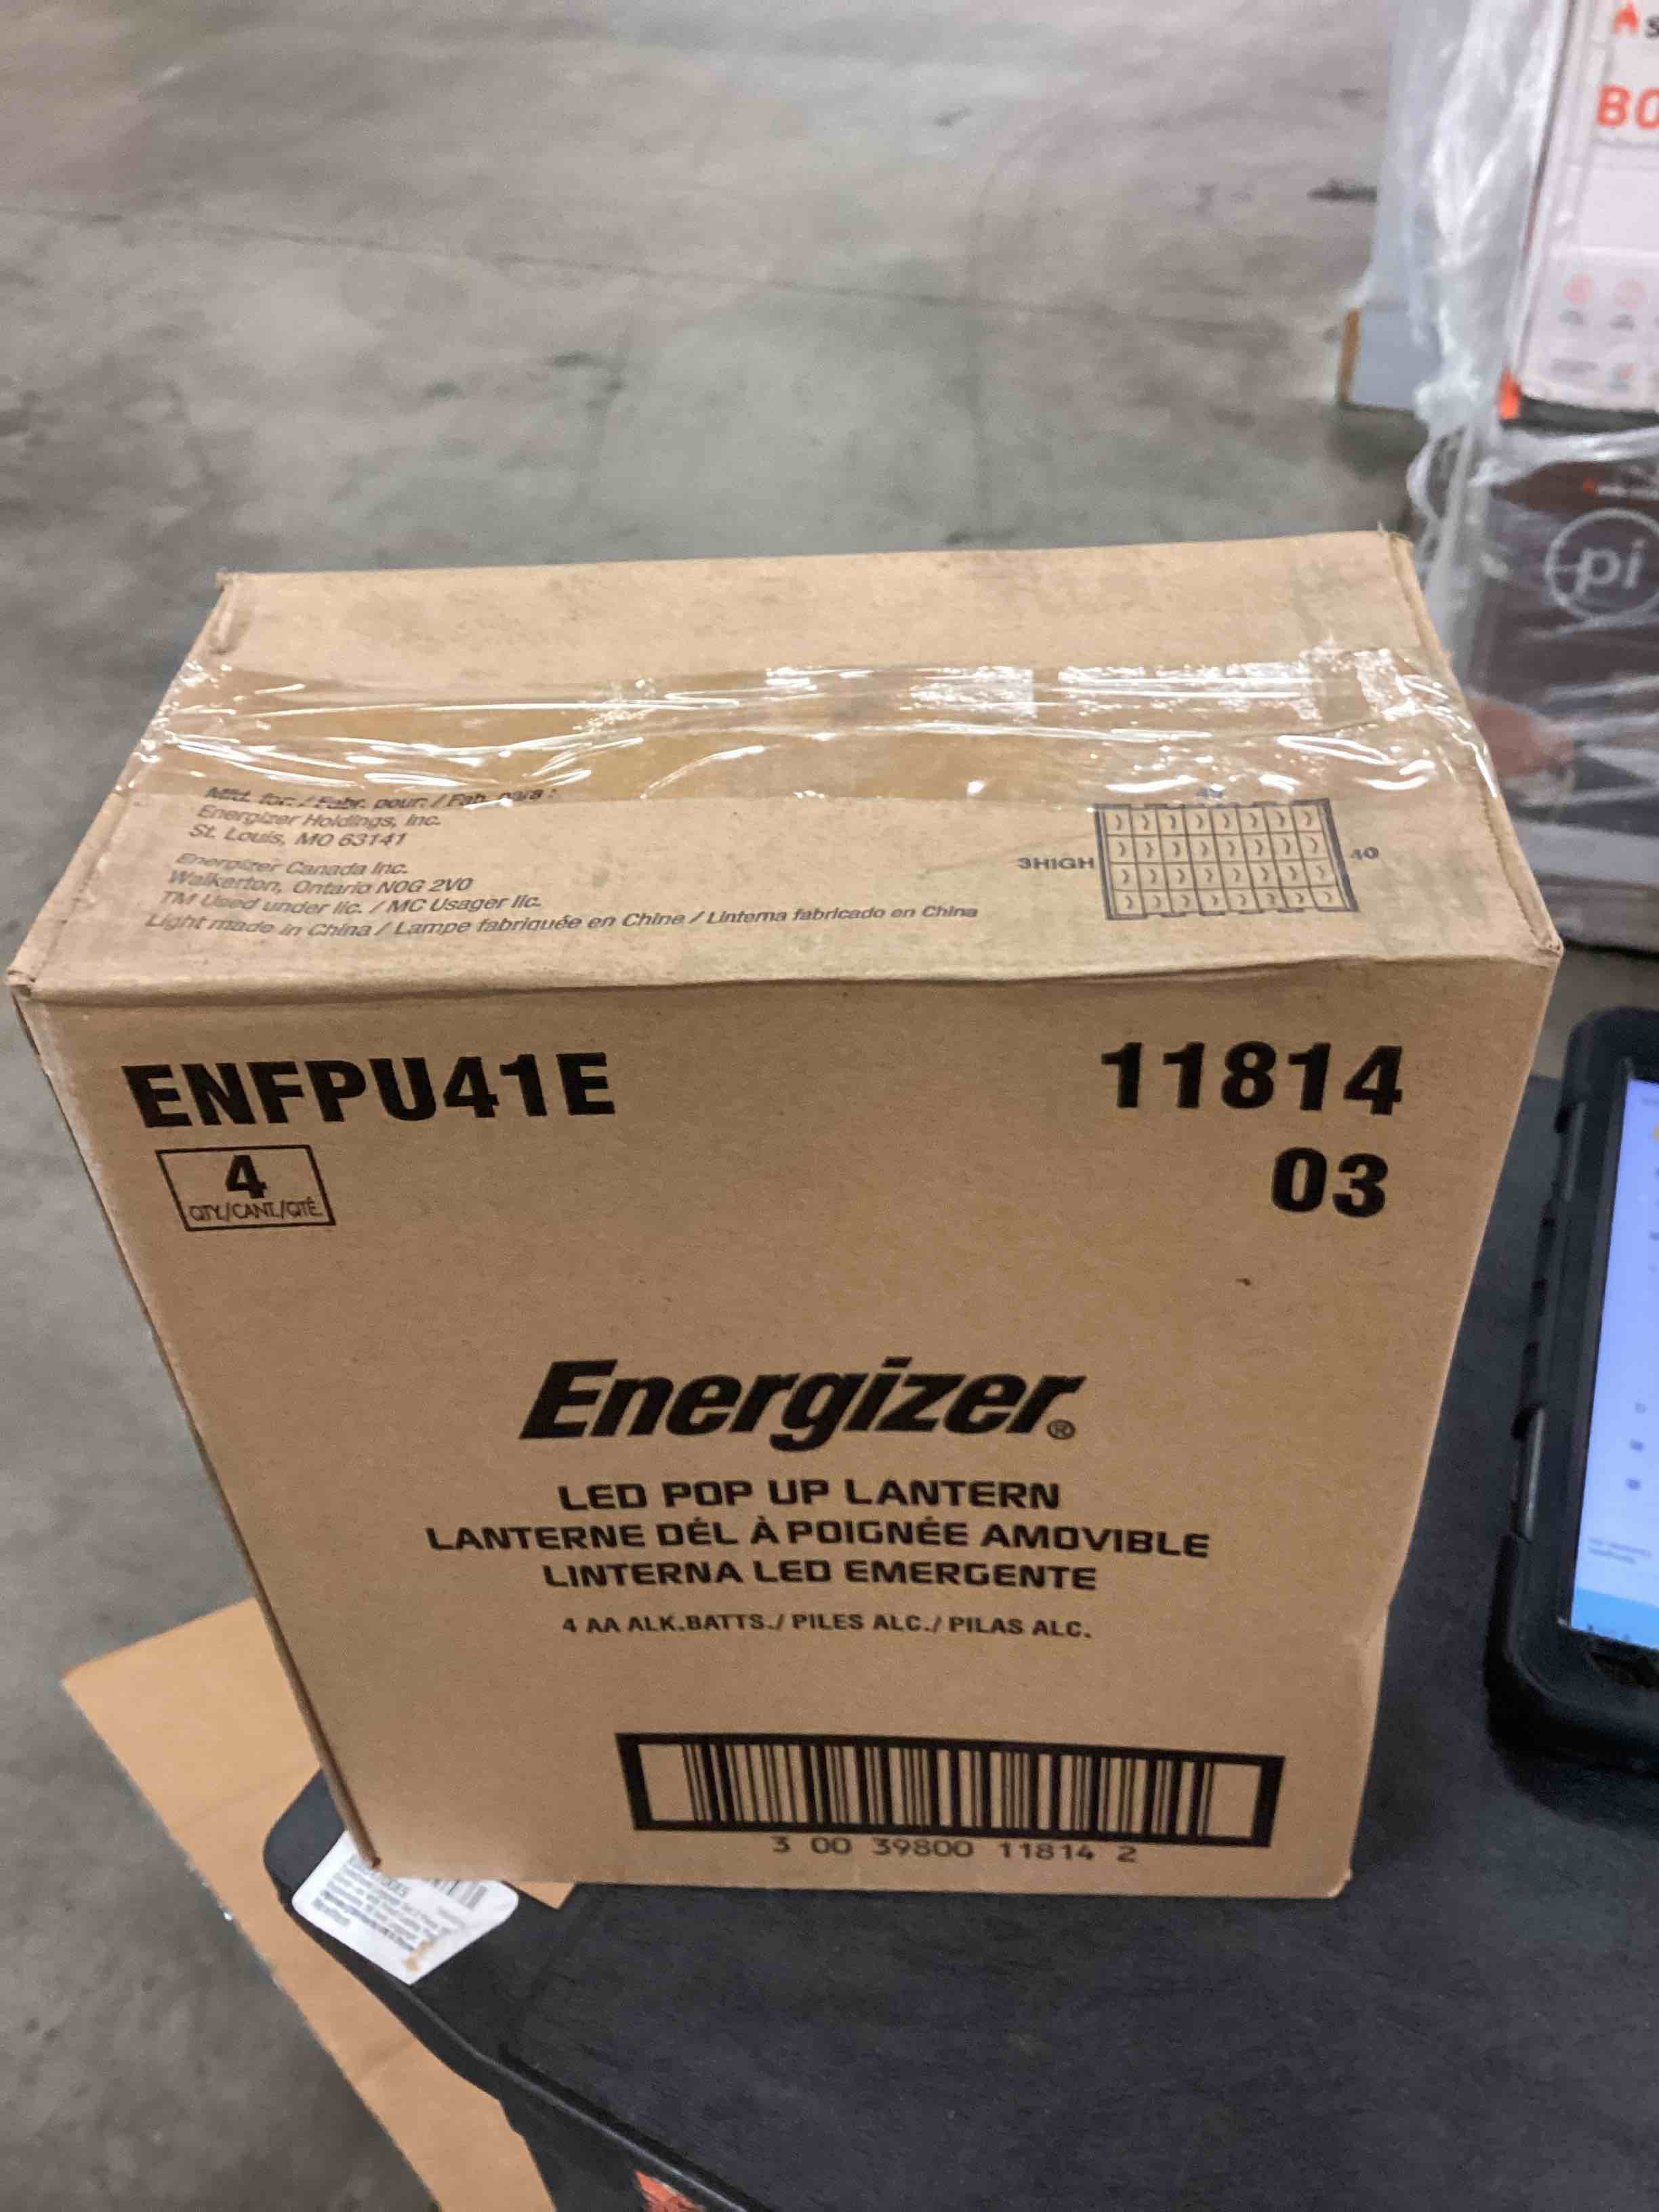 BO
pi
Mfd. for: / Fabr. pour: / Fab. para:
Energizer Holdings, Inc.
St. Louis, MO 63141
Energizer Canada Inc.
Walkerton, Ontario N0G 2V0
TM Used under lic. / MC Usager lic.
Light made in China / Lampe fabriquée en Chine / Linterna fabricado en China
3HIGH
40
ENFPU41E
11814
4
QTY./CANT./QTÉ.
03
Energizer®
LED POP UP LANTERN
LANTERNE DÉL À POIGNÉE AMOVIBLE
LINTERNA LED EMERGENTE
4 AA ALK.BATTS./ PILES ALC./ PILAS ALC.
3 00 39800 11814 2